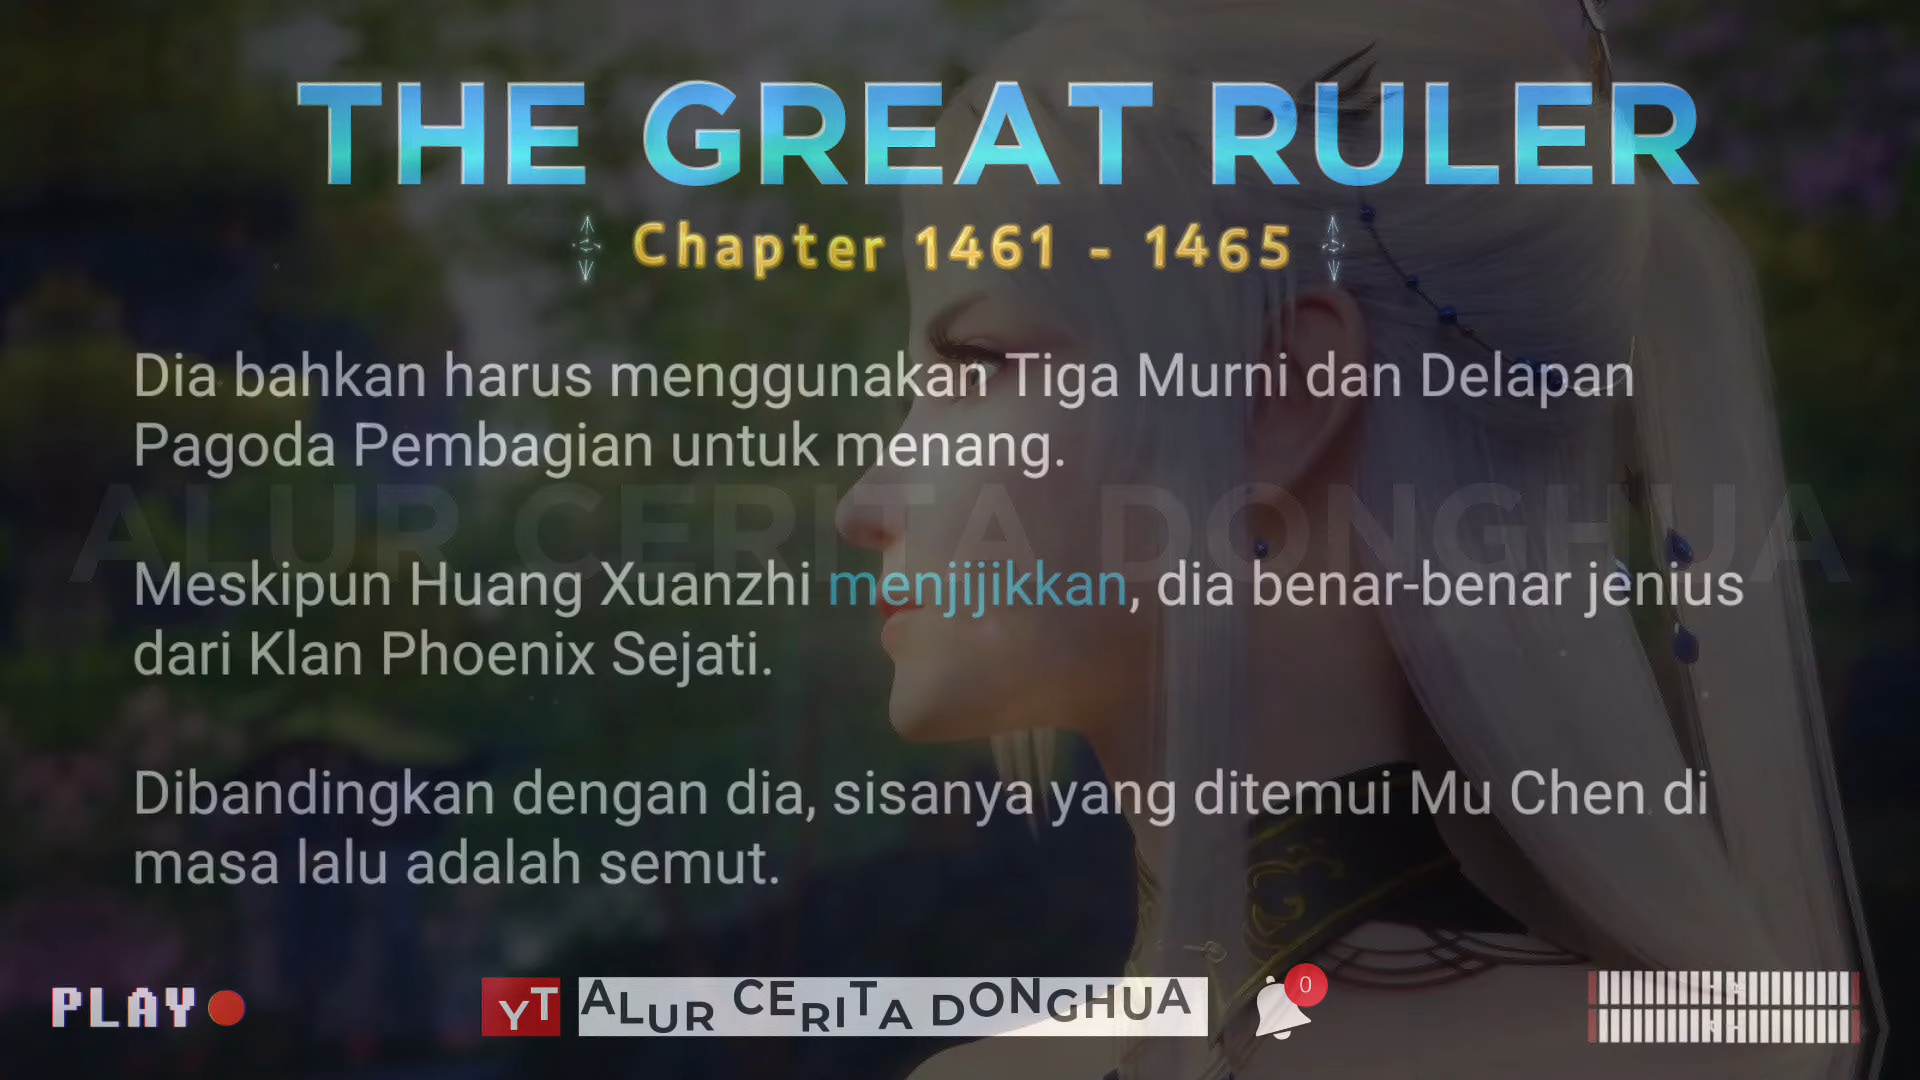 THE GREAT RULER
Chapter 1461 - 1465
Dia bahkan harus menggunakan Tiga Murni dan Delapan
Pagoda Pembagian untuk menang.
ALUR CERITA DONGHUA
Meskipun Huang Xuanzhi menjijikkan, dia benar-benar jenius
dari Klan Phoenix Sejati.
Dibandingkan dengan dia, sisanya yang ditemui Mu Chen di
masa lalu adalah semut.
PLAY
YT ALUR CERITA DONGHUA
0